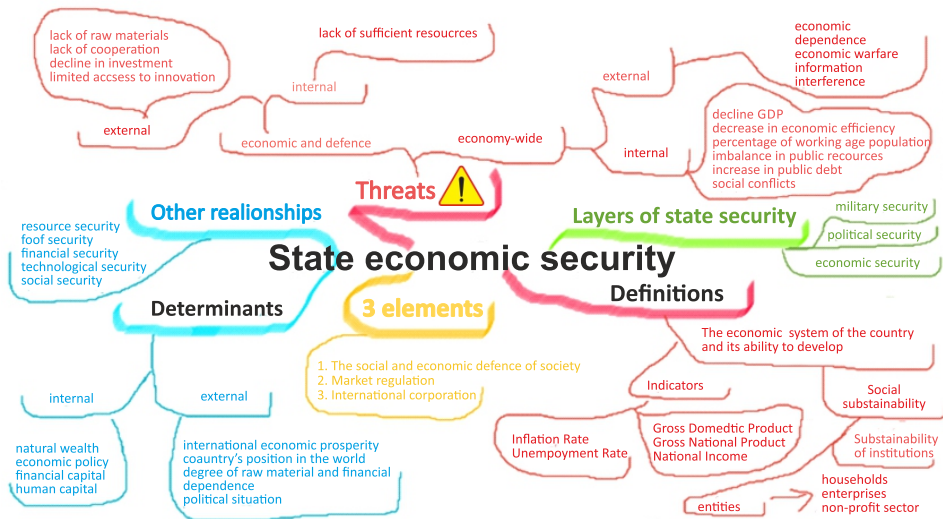 lack of raw materials
lack of cooperation
decline in investment
limited accsess to innovation
external
lack of sufficient resoucrces
internal
economic and defence
economy-wide
external
economic
dependence
economic warfare
information
interference
internal
decline GDP
decrease in economic efficiency
percentage of working age population
imbalance in public recources
increase in public debt
social conflicts
Threats
Other realionships
resource security
foof security
financial security
technological security
social security
Layers of state security
military security
political security
economic security
State economic security
Determinants
3 elements
Definitions
1. The social and economic defence of society
2. Market regulation
3. International corporation
The economic system of the country
and its ability to develop
Indicators
Social
substainability
internal
external
natural wealth
economic policy
financial capital
human capital
international economic prosperity
coauntry's position in the world
degree of raw material and financial
dependence
political situation
Inflation Rate
Unempoyment Rate
Gross Domedtic Product
Gross National Product
National Income
Substainability
of institutions
entities
households
enterprises
non-profit sector